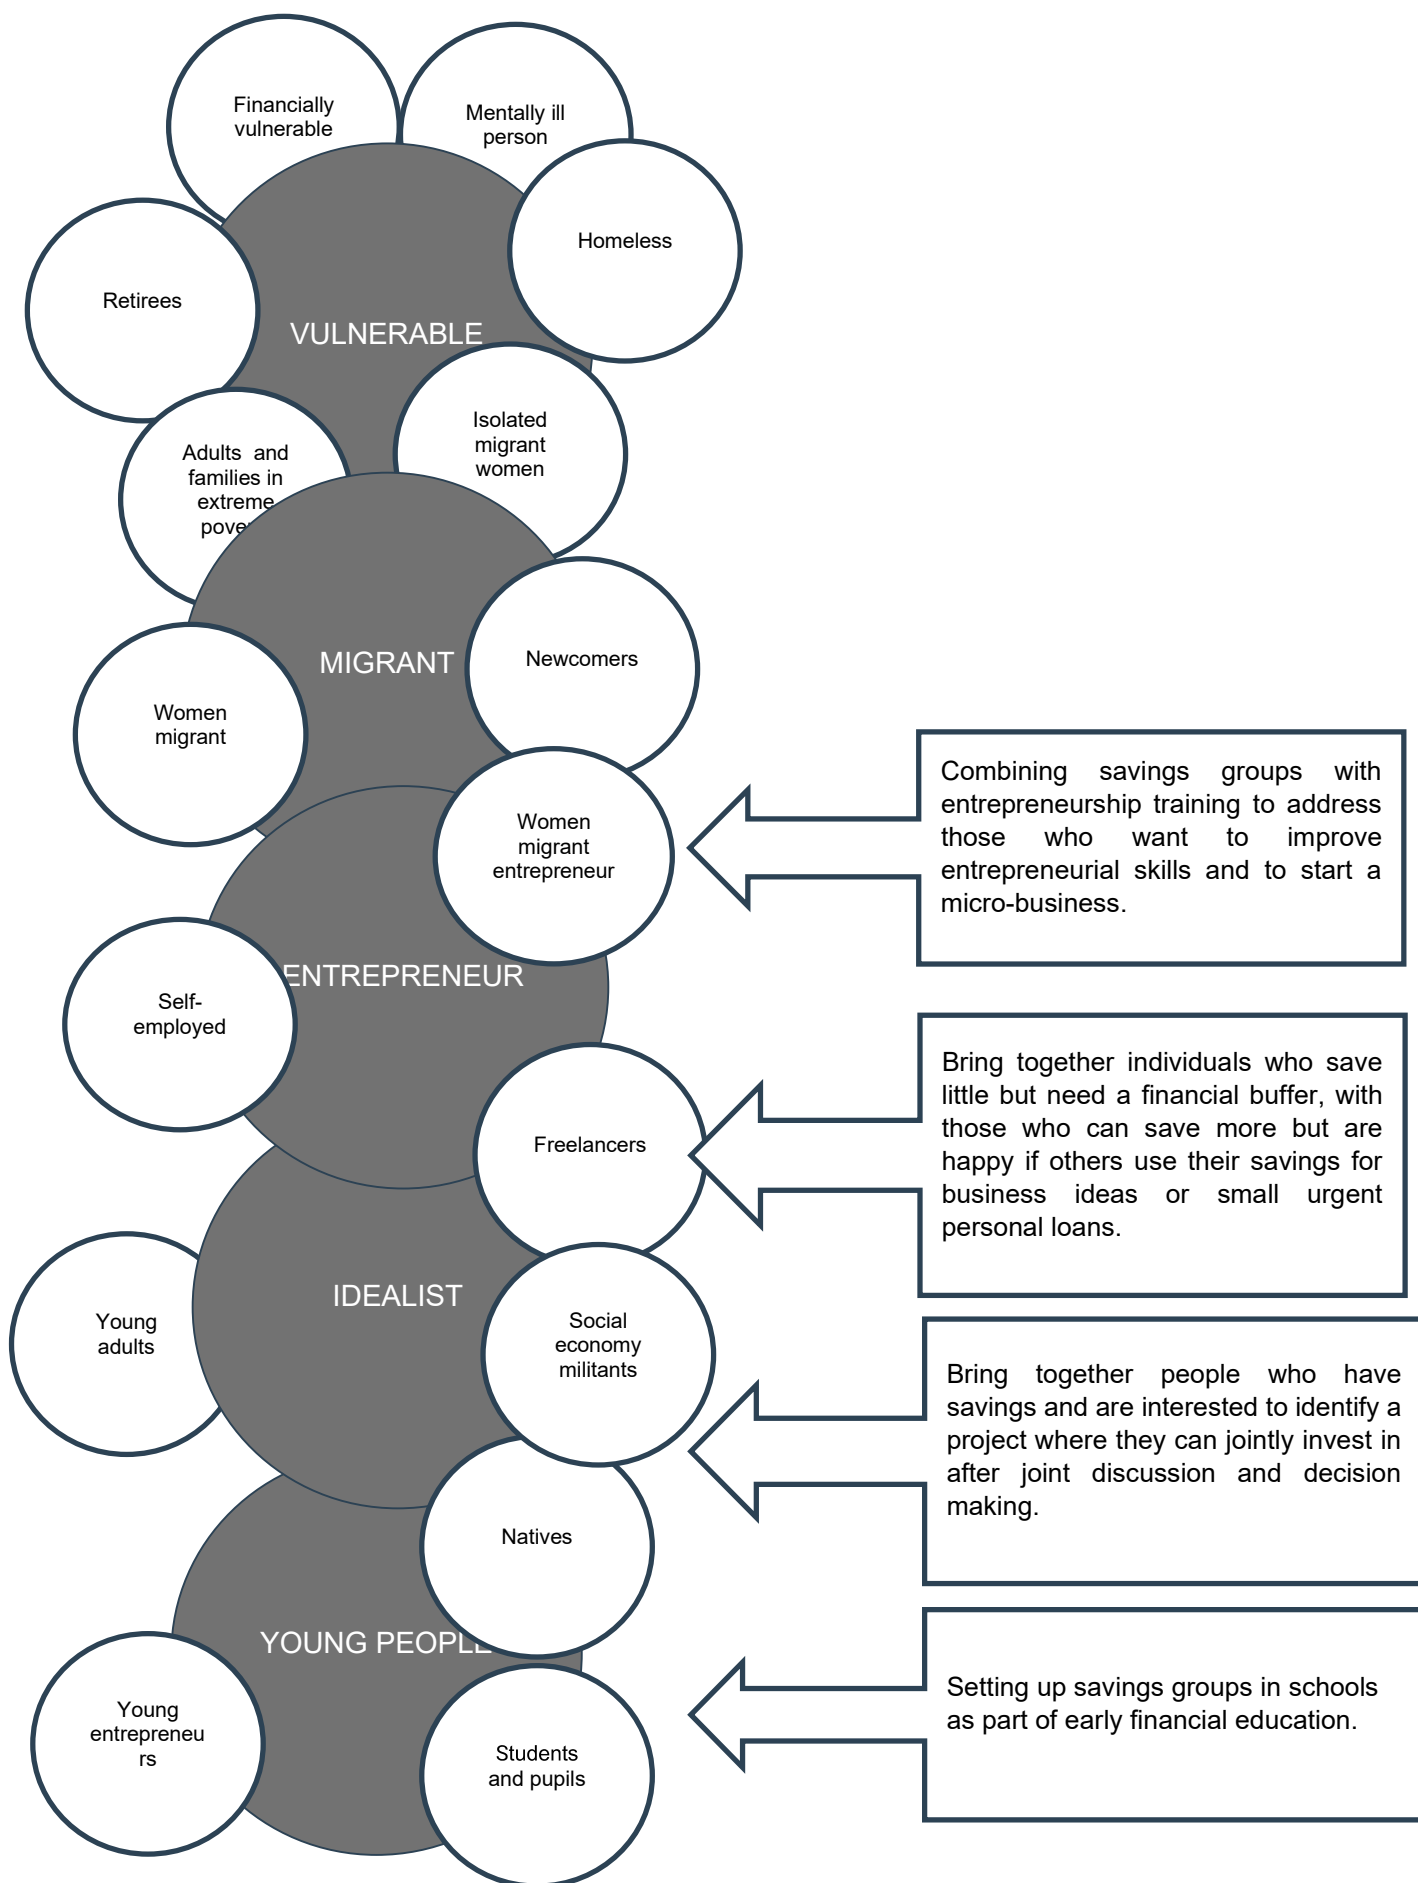 Financially
vulnerable
Mentally ill
person
Homeless
Retirees
VULNERABLE
Isolated
migrant
women
Adults and
families in
extreme
MIGRANT
Newcomers
Women
migrant
Women
migrant
entrepreneur
Combining savings groups with
entrepreneurship training to address
those who want to improve
entrepreneurial skills and to start a
micro-business.
ENTREPRENEUR
Self-
employed
Freelancers
Bring together individuals who save
little but need a financial buffer, with
those who can save more but are
happy if others use their savings for
business ideas or small urgent
personal loans.
IDEALIST
Young
adults
Social
economy
militants
Bring together people who have
savings and are interested to identify a
project where they can jointly invest in
after joint discussion and decision
making.
Natives
YOUNG PEOPLE
Young
entrepreneu
rs
Students
and pupils
Setting up savings groups in schools
as part of early financial education.